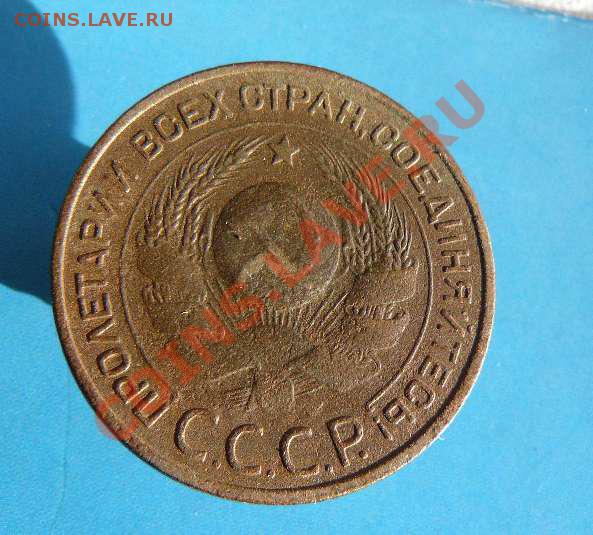 COINS.LAVE.RU
ПРОЛЕТАРИИ ВСЕХ СТРАН, СОЕДИНЯЙТЕСЬ!
С.С.С.Р.
COINS.LAVE.RU